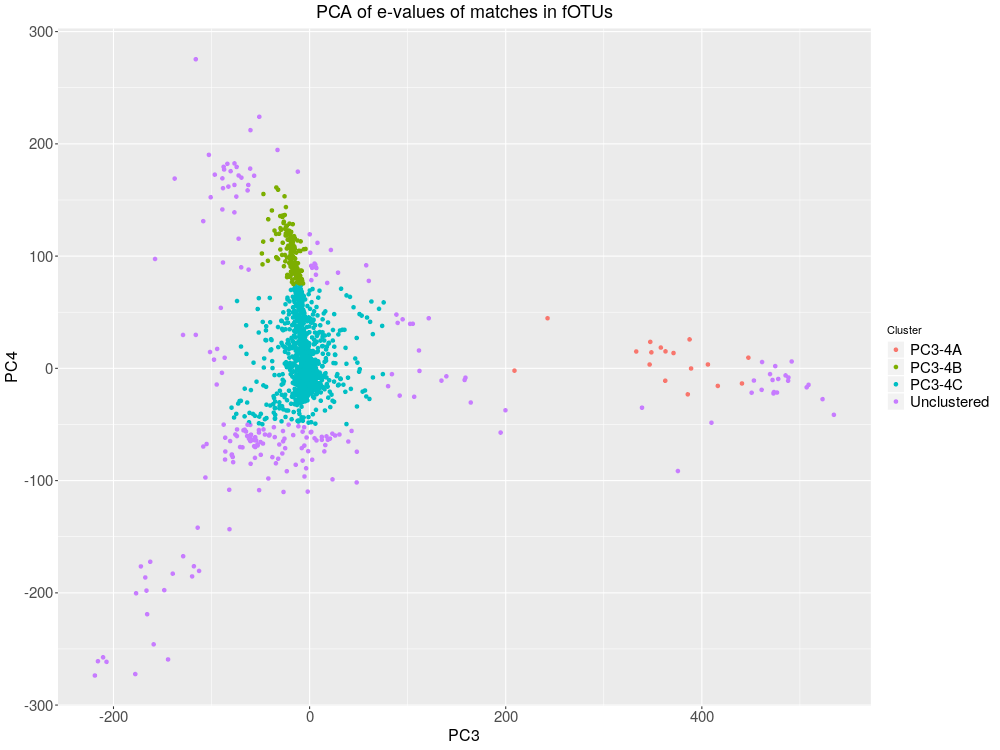 PCA of e-values of matches in fOTUs
300
200
100
0
-100
-200
-300
PC4
-200 0 200 400
PC3
Cluster
PC3-4A
PC3-4B
PC3-4C
Unclustered